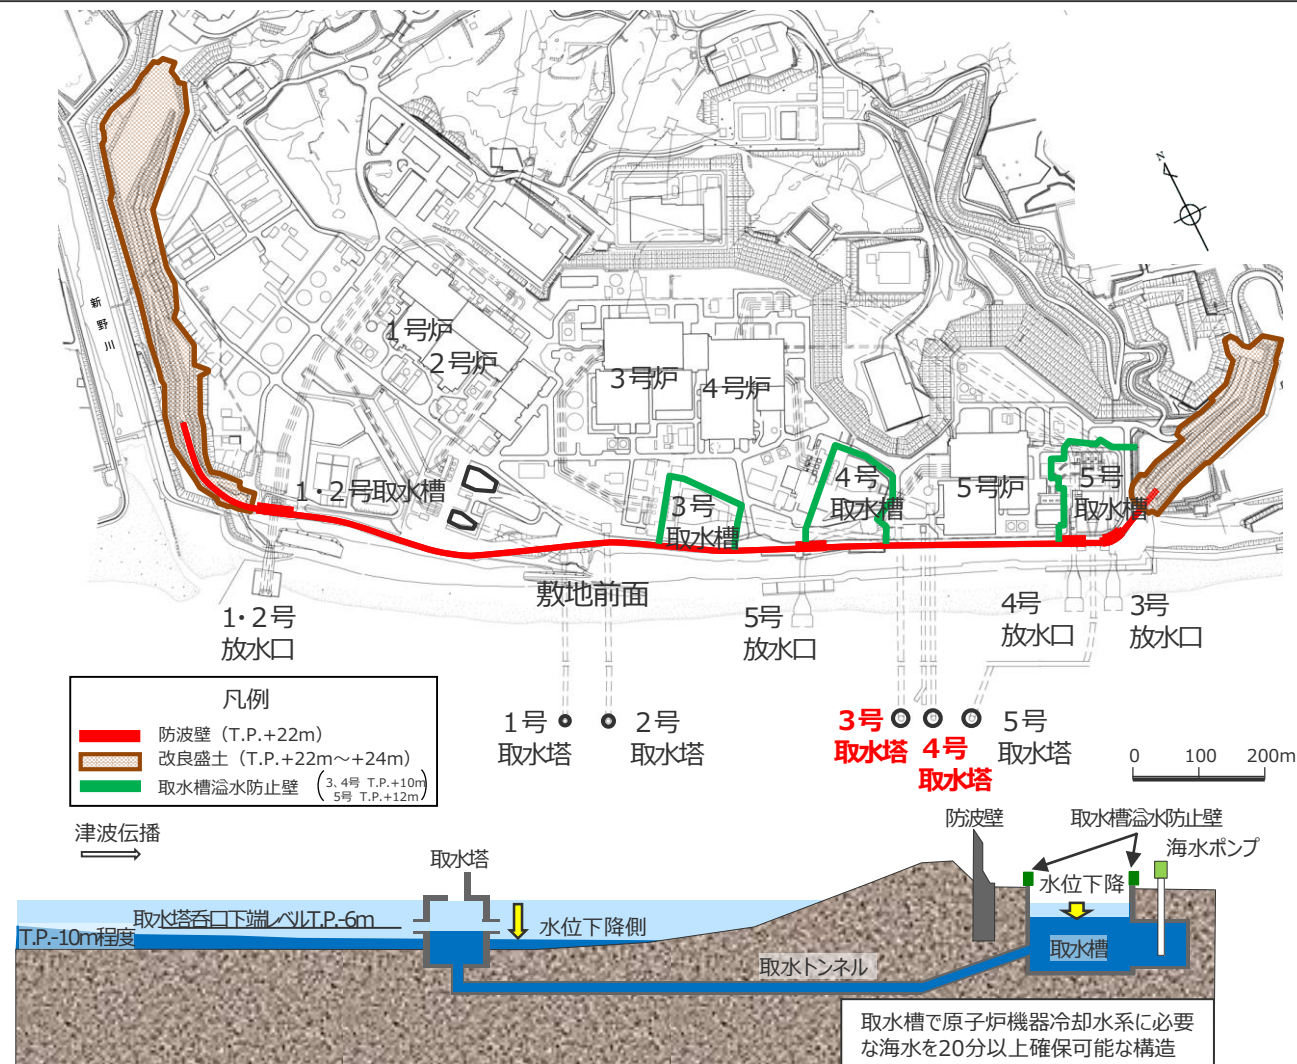 N
新野川
1号炉
2号炉
3号炉
4号炉
5号炉
1・2号取水槽
3号
取水槽
4号
取水槽
5号
取水槽
敷地前面
1・2号
放水口
5号
放水口
4号
放水口
3号
放水口
1号
取水塔
2号
取水塔
3号
取水塔
4号
取水塔
5号
取水塔
0 100 200m
凡例
防波壁（T.P.+22m）
改良盛土（T.P.+22m～+24m）
取水槽溢水防止壁 (3、4号 T.P.+10m
5号 T.P.+12m)
津波伝播
取水塔
防波壁
取水槽溢水防止壁
海水ポンプ
水位下降
取水塔呑口下端レベルT.P.-6m
水位下降側
T.P.-10m程度
取水槽
取水トンネル
取水槽で原子炉機器冷却水系に必要
な海水を20分以上確保可能な構造